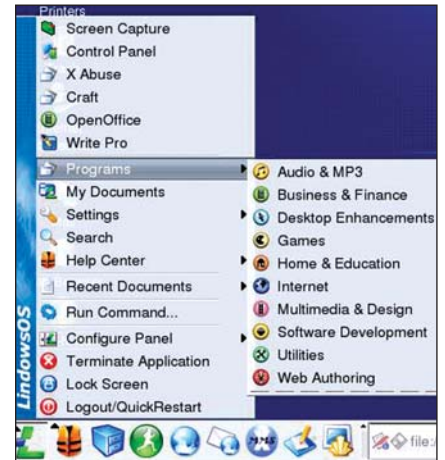 Printers
Screen Capture
Control Panel
X Abuse
Craft
OpenOffice
Write Pro
Programs
My Documents
Settings
Search
Help Center
Recent Documents
Run Command...
Configure Panel
Terminate Application
Lock Screen
Logout/QuickRestart
LindowsOS
Audio & MP3
Business & Finance
Desktop Enhancements
Games
Home & Education
Internet
Multimedia & Design
Software Development
Utilities
Web Authoring
MMS
file:/